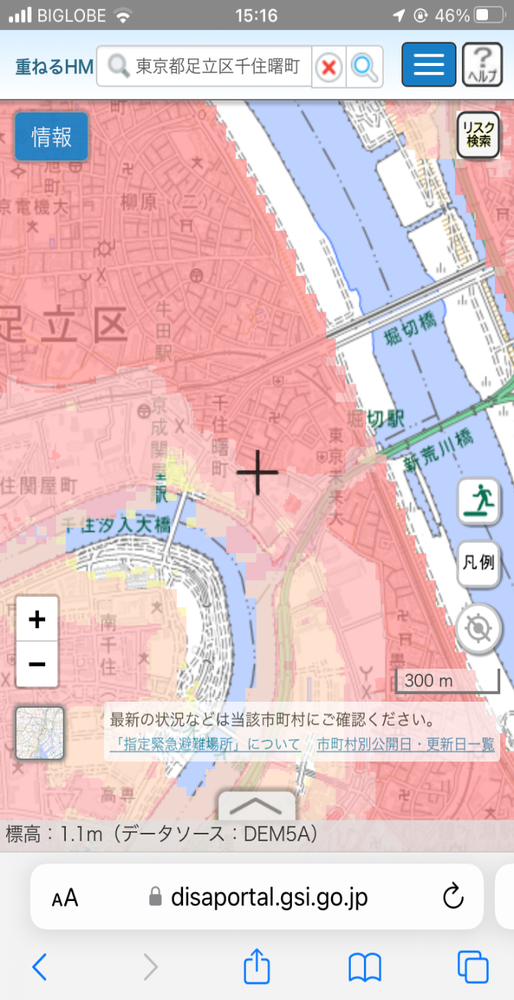 BIGLOBE 15:16 46%
重ねるHM 東京都足立区千住曙町 ヘルプ
情報
リスク
検索
町
旭町
京電機大
柳原(二)
足立区
牛田駅
堀切橋
堀切駅
京成関屋駅
千住曙町
東京未来大
新荒川橋
住関屋町
千住汐入大橋
凡例
+
南千住
−
300 m
最新の状況などは当該市町村にご確認ください。
「指定緊急避難場所」について 市町村別公開日・更新日一覧
高専
標高：1.1m（データソース：DEM5A）
AA disaportal.gsi.go.jp